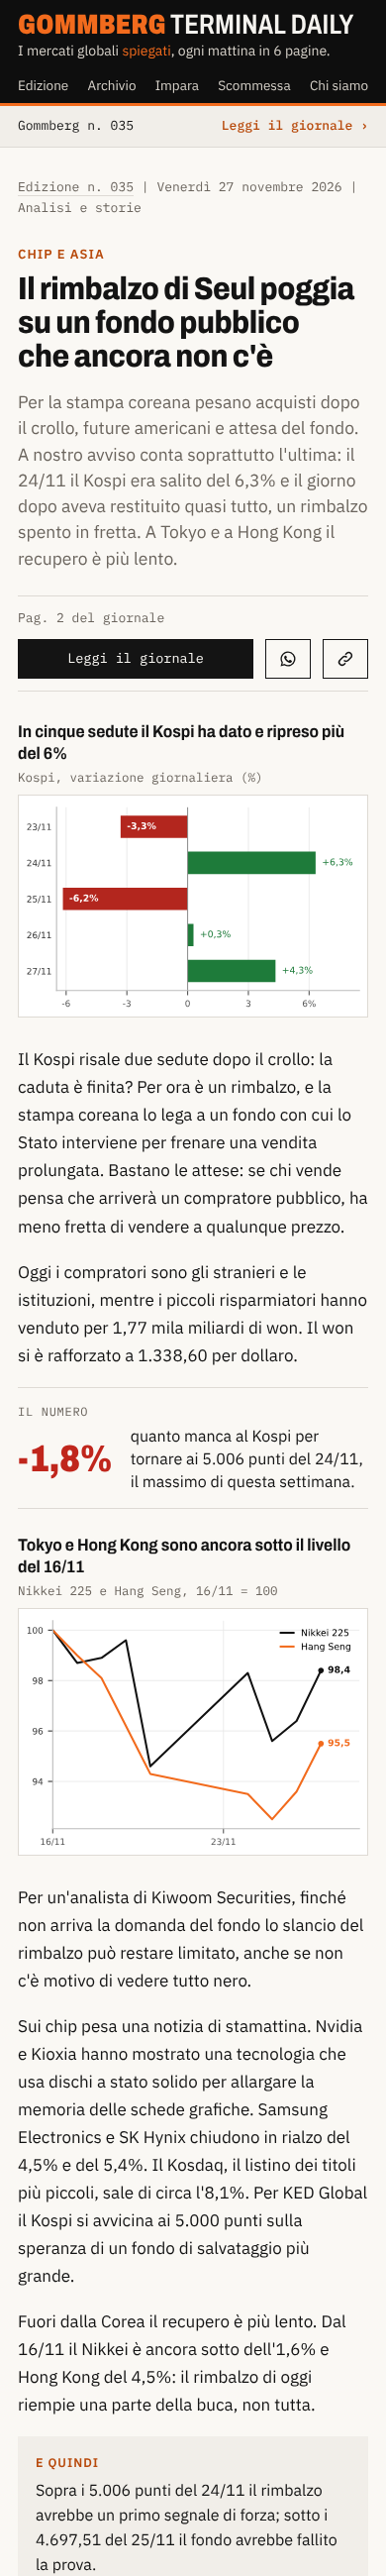 GOMMBERG TERMINAL DAILY
I mercati globali spiegati, ogni mattina in 6 pagine.
Edizione Archivio Impara Scommessa Chi siamo
Gommberg n. 035 Leggi il giornale ›
Edizione n. 035 | Venerdì 27 novembre 2026 |
Analisi e storie
CHIP E ASIA
Il rimbalzo di Seul poggia
su un fondo pubblico
che ancora non c'è
Per la stampa coreana pesano acquisti dopo
il crollo, future americani e attesa del fondo.
A nostro avviso conta soprattutto l'ultima: il
24/11 il Kospi era salito del 6,3% e il giorno
dopo aveva restituito quasi tutto, un rimbalzo
spento in fretta. A Tokyo e a Hong Kong il
recupero è più lento.
Pag. 2 del giornale
Leggi il giornale
In cinque sedute il Kospi ha dato e ripreso più
del 6%
Kospi, variazione giornaliera (%)
23/11 -3,3%
24/11 +6,3%
25/11 -6,2%
26/11 +0,3%
27/11 +4,3%
-6 -3 0 3 6%
Il Kospi risale due sedute dopo il crollo: la
caduta è finita? Per ora è un rimbalzo, e la
stampa coreana lo lega a un fondo con cui lo
Stato interviene per frenare una vendita
prolungata. Bastano le attese: se chi vende
pensa che arriverà un compratore pubblico, ha
meno fretta di vendere a qualunque prezzo.
Oggi i compratori sono gli stranieri e le
istituzioni, mentre i piccoli risparmiatori hanno
venduto per 1,77 mila miliardi di won. Il won
si è rafforzato a 1.338,60 per dollaro.
IL NUMERO
-1,8%
quanto manca al Kospi per
tornare ai 5.006 punti del 24/11,
il massimo di questa settimana.
Tokyo e Hong Kong sono ancora sotto il livello
del 16/11
Nikkei 225 e Hang Seng, 16/11 = 100
Nikkei 225
Hang Seng
100
98
96
94
98,4
95,5
16/11 23/11
Per un'analista di Kiwoom Securities, finché
non arriva la domanda del fondo lo slancio del
rimbalzo può restare limitato, anche se non
c'è motivo di vedere tutto nero.
Sui chip pesa una notizia di stamattina. Nvidia
e Kioxia hanno mostrato una tecnologia che
usa dischi a stato solido per allargare la
memoria delle schede grafiche. Samsung
Electronics e SK Hynix chiudono in rialzo del
4,5% e del 5,4%. Il Kosdaq, il listino dei titoli
più piccoli, sale di circa l'8,1%. Per KED Global
il Kospi si avvicina ai 5.000 punti sulla
speranza di un fondo di salvataggio più
grande.
Fuori dalla Corea il recupero è più lento. Dal
16/11 il Nikkei è ancora sotto dell'1,6% e
Hong Kong del 4,5%: il rimbalzo di oggi
riempie una parte della buca, non tutta.
E QUINDI
Sopra i 5.006 punti del 24/11 il rimbalzo
avrebbe un primo segnale di forza; sotto i
4.697,51 del 25/11 il fondo avrebbe fallito
la prova.